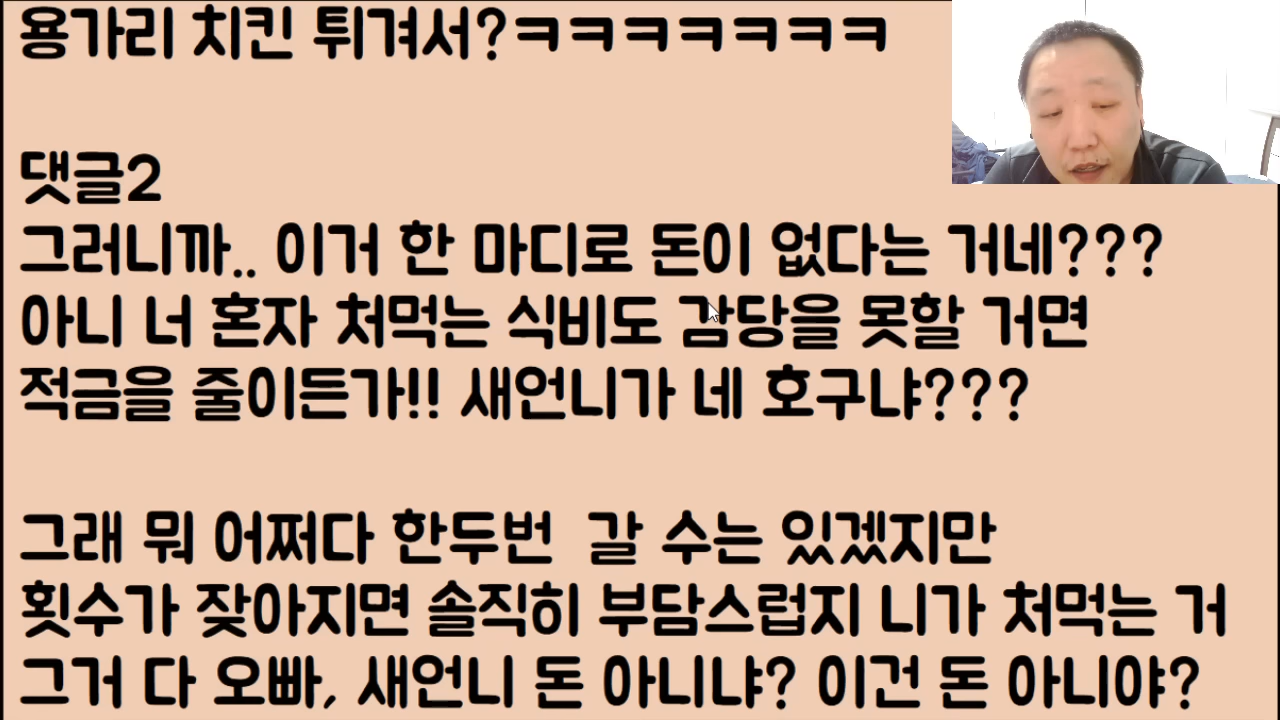 용가리 치킨 튀겨서?ㅋㅋㅋㅋㅋㅋㅋ
댓글2
그러니까.. 이거 한 마디로 돈이 없다는 거네???
아니 너 혼자 처먹는 식비도 감당을 못할 거면
적금을 줄이든가!! 새언니가 네 호구냐???
그래 뭐 어쩌다 한두번 갈 수는 있겠지만
횟수가 잦아지면 솔직히 부담스럽지 니가 처먹는 거
그거 다 오빠, 새언니 돈 아니냐? 이건 돈 아니야?